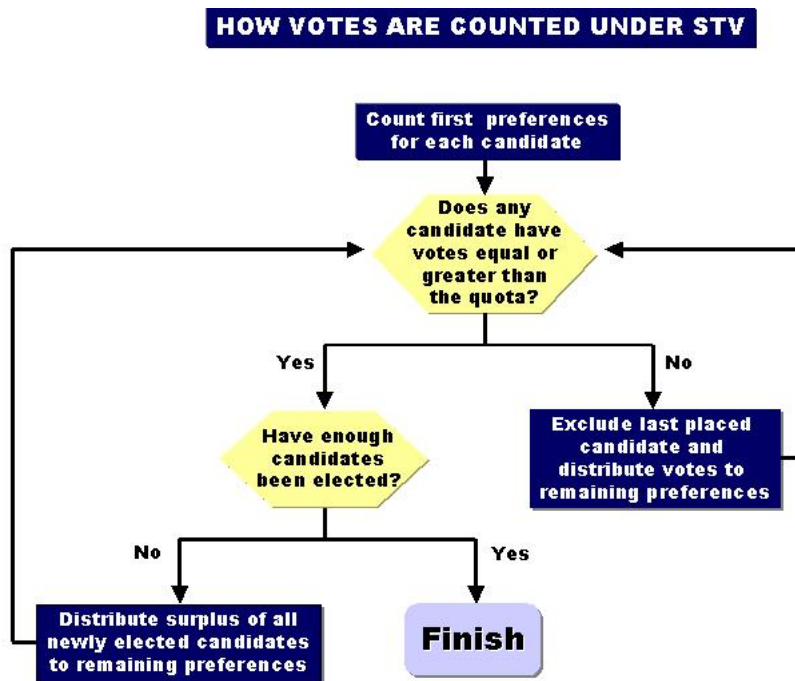 HOW VOTES ARE COUNTED UNDER STV
Count first preferences
for each candidate
Does any
candidate have
votes equal or
greater than
the quota?
Yes
No
Have enough
candidates
been elected?
Exclude last placed
candidate and
distribute votes to
remaining preferences
No
Yes
Distribute surplus of all
newly elected candidates
to remaining preferences
Finish